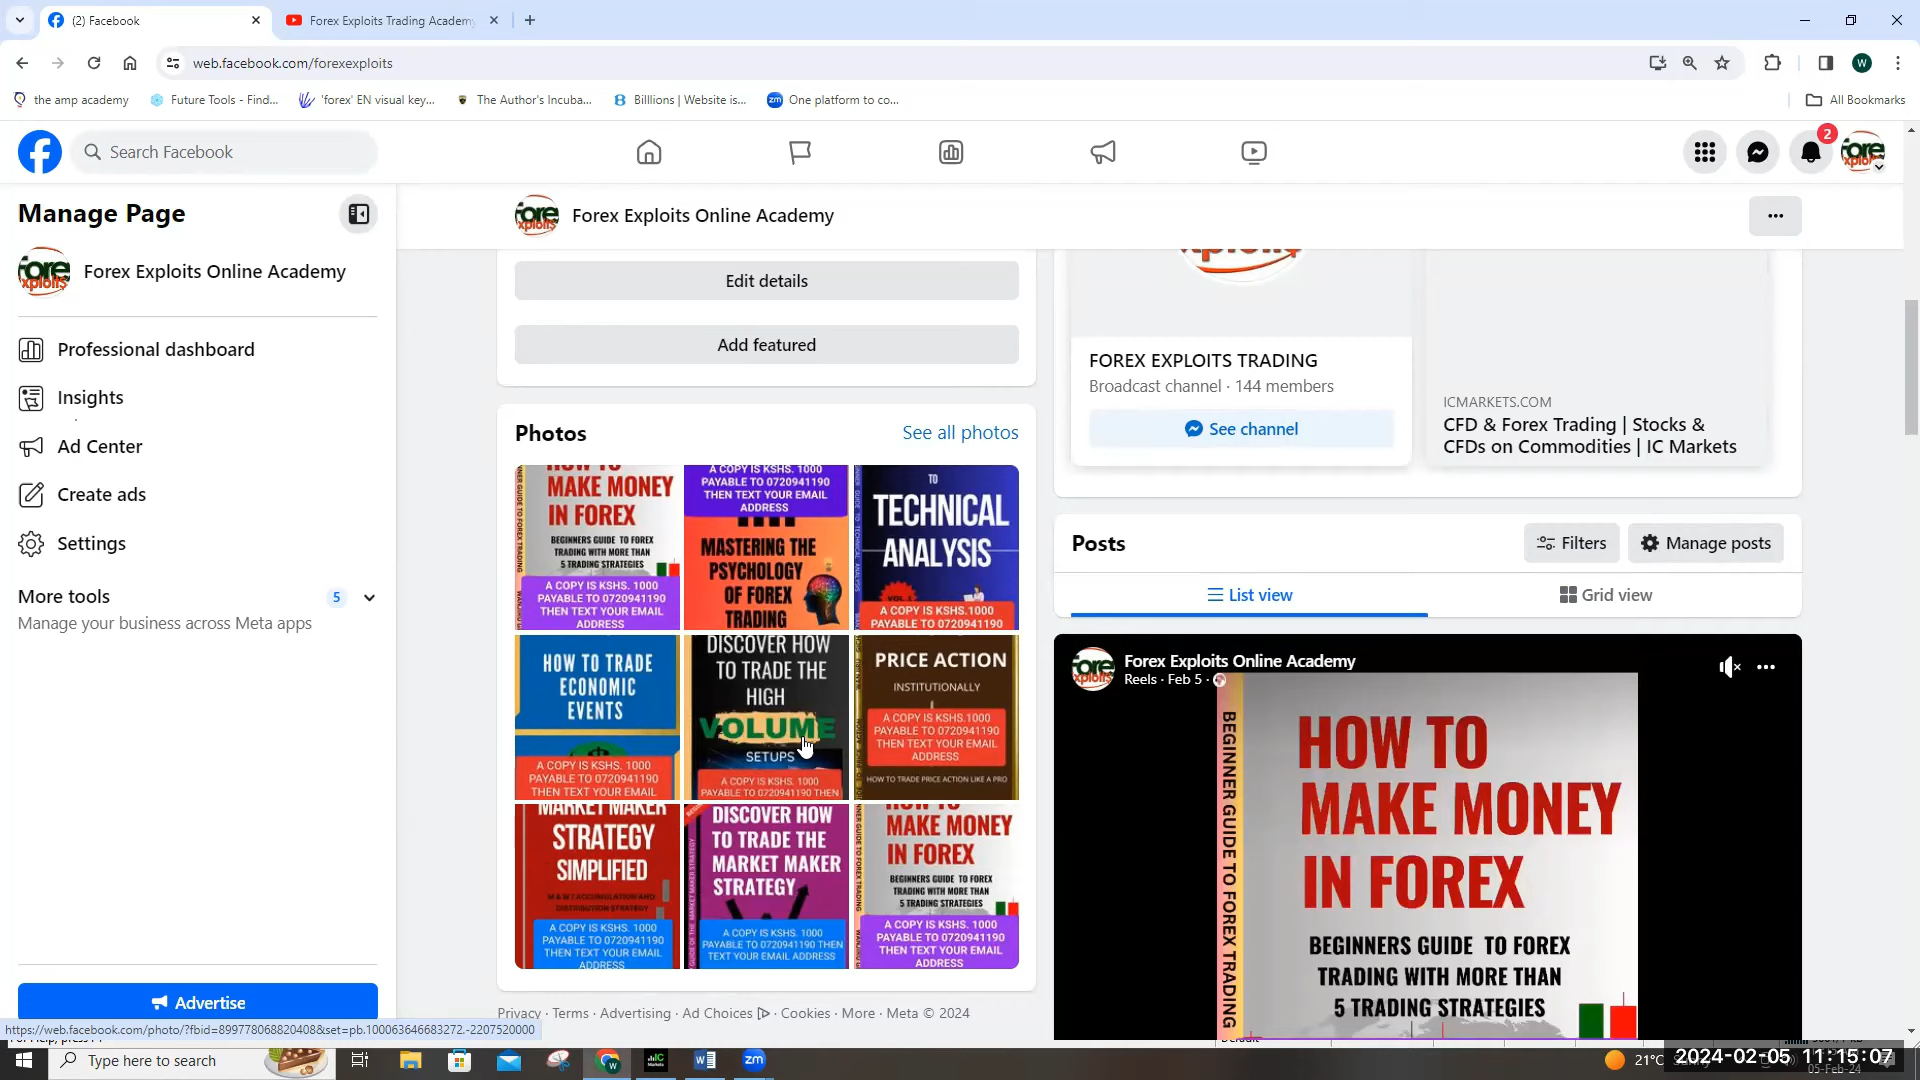 (2) Facebook
Forex Exploits Trading Academy
web.facebook.com/forexexploits
W
the amp academy
Future Tools - Find...
'forex' EN visual key...
The Author's Incuba...
Billlions | Website is...
One platform to co...
All Bookmarks
Search Facebook
2
Manage Page
Forex Exploits Online Academy
Professional dashboard
Insights
Ad Center
Create ads
Settings
More tools
5
Manage your business across Meta apps
Advertise
https://web.facebook.com/photo/?fbid=899778068820408&set=pb.100063646683272.-2207520000
Forex Exploits Online Academy
Edit details
Add featured
Photos
See all photos
MAKE MONEY
IN FOREX
BEGINNERS GUIDE TO FOREX
TRADING WITH MORE THAN
5 TRADING STRATEGIES
A COPY IS KSHS. 1000
PAYABLE TO 0720941190
THEN TEXT YOUR EMAIL
ADDRESS
A COPY IS KSHS. 1000
PAYABLE TO 0720941190
THEN TEXT YOUR EMAIL
ADDRESS
MASTERING THE
PSYCHOLOGY
OF FOREX
TRADING
TO
TECHNICAL
ANALYSIS
A COPY IS KSHS.1000
PAYABLE TO 0720941190
HOW TO TRADE
ECONOMIC
EVENTS
A COPY IS KSHS. 1000
PAYABLE TO 0720941190
THEN TEXT YOUR EMAIL
DISCOVER HOW
TO TRADE THE
HIGH
VOLUME
SETUPS
A COPY IS KSHS. 1000
PAYABLE TO 0720941190 THEN
PRICE ACTION
INSTITUTIONALLY
A COPY IS KSHS.1000
PAYABLE TO 0720941190
THEN TEXT YOUR EMAIL
ADDRESS
HOW TO TRADE PRICE ACTION LIKE A PRO
MARKET MAKER
STRATEGY
SIMPLIFIED
M & W / ACCUMULATION AND
DISTRIBUTION STRATEGY
A COPY IS KSHS. 1000
PAYABLE TO 0720941190
THEN TEXT YOUR EMAIL
ADDRESS
DISCOVER HOW
TO TRADE THE
MARKET MAKER
STRATEGY
A COPY IS KSHS. 1000
PAYABLE TO 0720941190 THEN
TEXT YOUR EMAIL ADDRESS
HOW TO
MAKE MONEY
IN FOREX
BEGINNERS GUIDE TO FOREX
TRADING WITH MORE THAN
5 TRADING STRATEGIES
A COPY IS KSHS. 1000
PAYABLE TO 0720941190
THEN TEXT YOUR EMAIL
ADDRESS
Privacy · Terms · Advertising · Ad Choices · Cookies · More · Meta © 2024
FOREX EXPLOITS TRADING
Broadcast channel · 144 members
See channel
ICMARKETS.COM
CFD & Forex Trading | Stocks &
CFDs on Commodities | IC Markets
Posts
Filters
Manage posts
List view
Grid view
Forex Exploits Online Academy
Reels · Feb 5 ·
BEGINNER GUIDE TO FOREX TRADING
HOW TO
MAKE MONEY
IN FOREX
BEGINNERS GUIDE TO FOREX
TRADING WITH MORE THAN
5 TRADING STRATEGIES
Type here to search
zm
21°C
2024-02-05 11:15:07
05-Feb-24